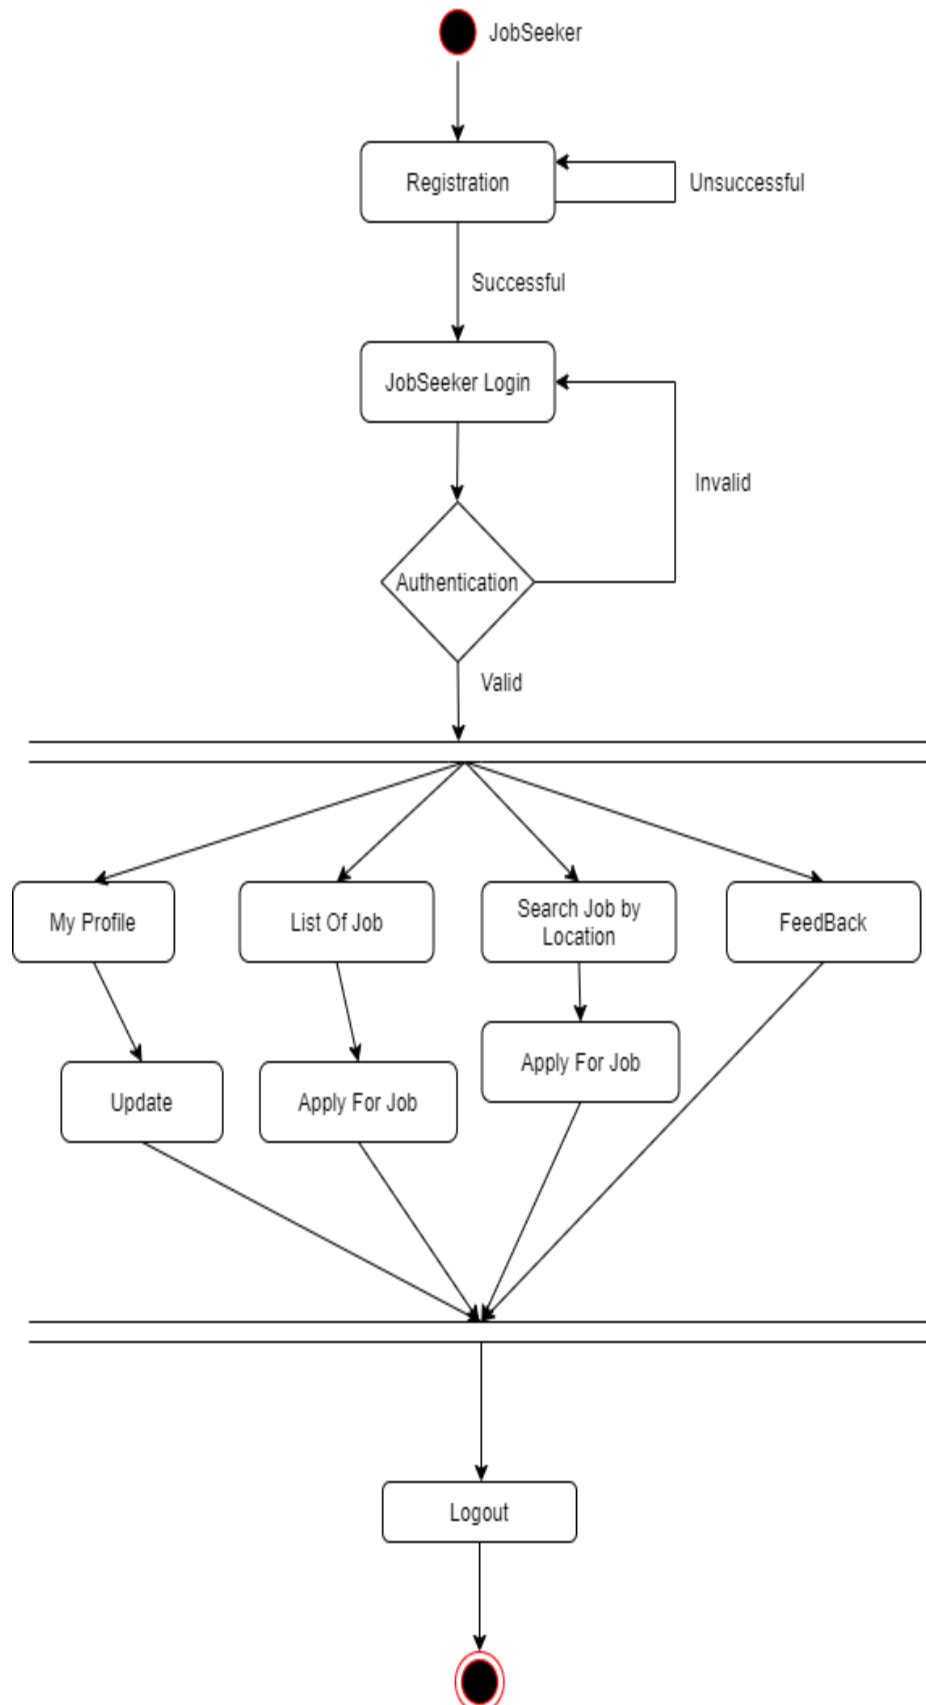 JobSeeker
Registration
Unsuccessful
Successful
JobSeeker Login
Invalid
Authentication
Valid
My Profile
List Of Job
Search Job by
Location
FeedBack
Apply For Job
Update
Apply For Job
Logout